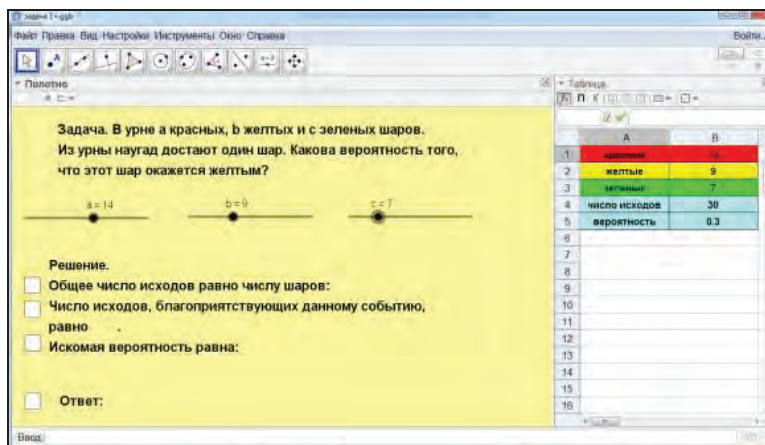 задача 1+.ggb
Файл Правка Вид Настройки Инструменты Окно Справка
Войти...
Полотно
Таблица
Задача. В урне a красных, b желтых и c зеленых шаров.
Из урны наугад достают один шар. Какова вероятность того,
что этот шар окажется желтым?
a = 14
b = 9
c = 7
Решение.
Общее число исходов равно числу шаров:
Число исходов, благоприятствующих данному событию,
равно .
Искомая вероятность равна:
Ответ:
A B
1 красные 14
2 желтые 9
3 зеленые 7
4 число исходов 30
5 вероятность 0.3
6
7
8
9
10
11
12
13
14
15
16
Ввод: